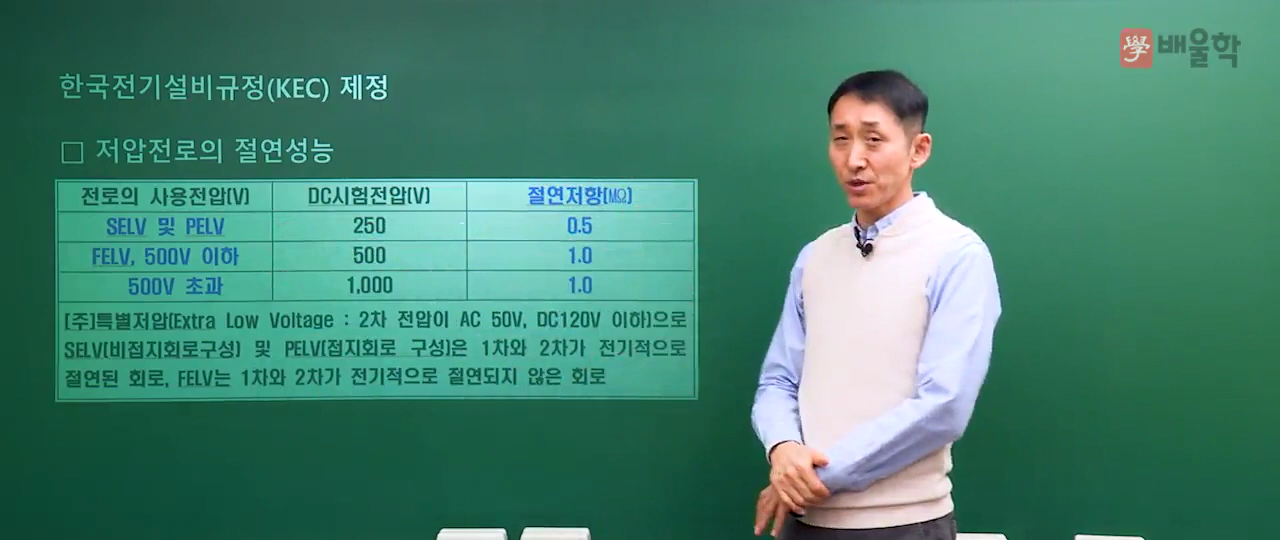 學 배울학
한국전기설비규정(KEC) 제정
□ 저압전로의 절연성능
전로의 사용전압(V) DC시험전압(V) 절연저항(㏁)
SELV 및 PELV 250 0.5
FELV, 500V 이하 500 1.0
500V 초과 1,000 1.0
[주]특별저압(Extra Low Voltage : 2차 전압이 AC 50V, DC120V 이하)으로
SELV(비접지회로구성) 및 PELV(접지회로 구성)은 1차와 2차가 전기적으로
절연된 회로, FELV는 1차와 2차가 전기적으로 절연되지 않은 회로